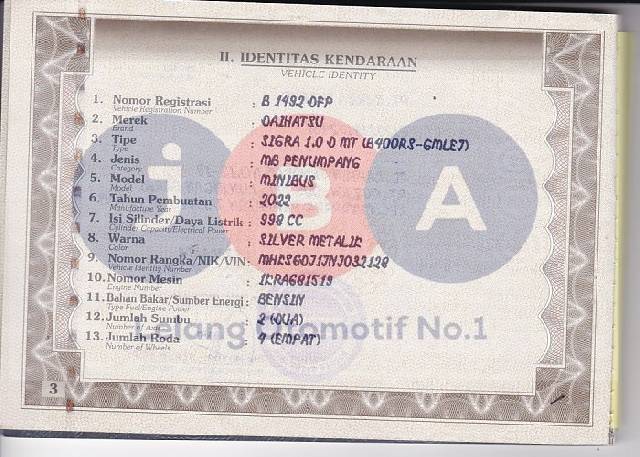 II. IDENTITAS KENDARAAN
VEHICLE IDENTITY
1. Nomor Registrasi : B 1492 OFP
Vehicle Registration Number
2. Merek : DAIHATSU
Brand
3. Tipe : SIGRA 1.0 D MT (B400RS-GMLEJ)
Type
4. Jenis : MB PENUMPANG
Category
5. Model : MINIBUS
Model
6. Tahun Pembuatan : 2022
Manufacture Year
7. Isi Silinder/Daya Listrik : 998 CC
Cylinder Capacity/Electrical Power
8. Warna : SILVER METALIK
Color
9. Nomor Rangka/NIK/VIN:
Vehicle Identity Number
10. Nomor Mesin : 1KRA681519
Engine Number
11. Bahan Bakar/Sumber Energi : BENSIN
Type Fuel/Engine Power
12. Jumlah Sumbu : 2 (DUA)
Number of Axis
13. Jumlah Roda : 4 (EMPAT)
Number of Wheels
iBA
Lelang Otomotif No.1
3